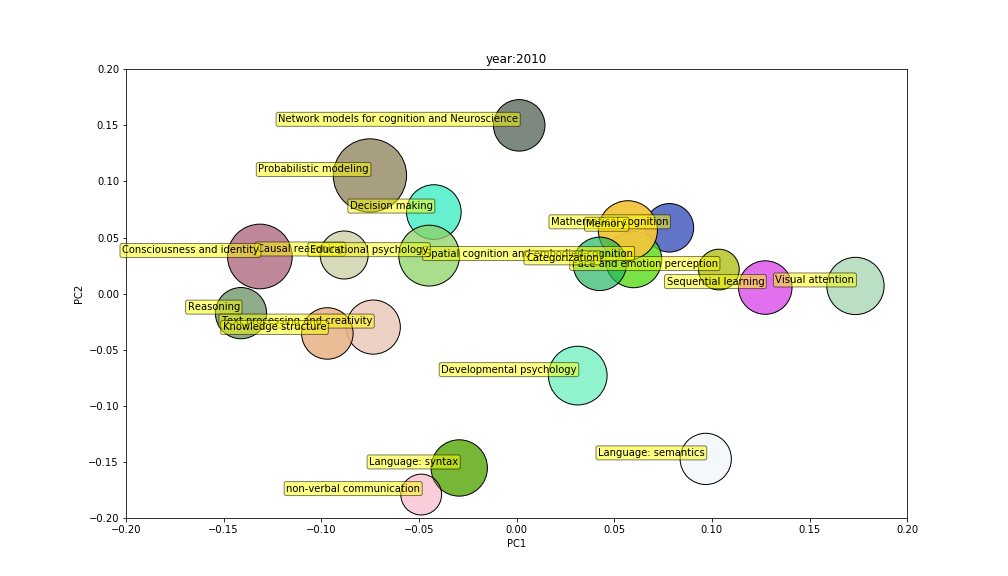 year:2010
0.20
0.15
0.10
0.05
0.00
−0.05
−0.10
−0.15
−0.20
PC2
Network models for cognition and Neuroscience
Probabilistic modeling
Decision making
Mathematical cognition
Memory
Consciousness and identity
Causal reasoning
Educational psychology
Spatial cognition and cognition
Categorization
Face and emotion perception
Sequential learning
Visual attention
Reasoning
Text processing and creativity
Knowledge structure
Developmental psychology
Language: semantics
Language: syntax
non-verbal communication
−0.20 −0.15 −0.10 −0.05 0.00 0.05 0.10 0.15 0.20
PC1